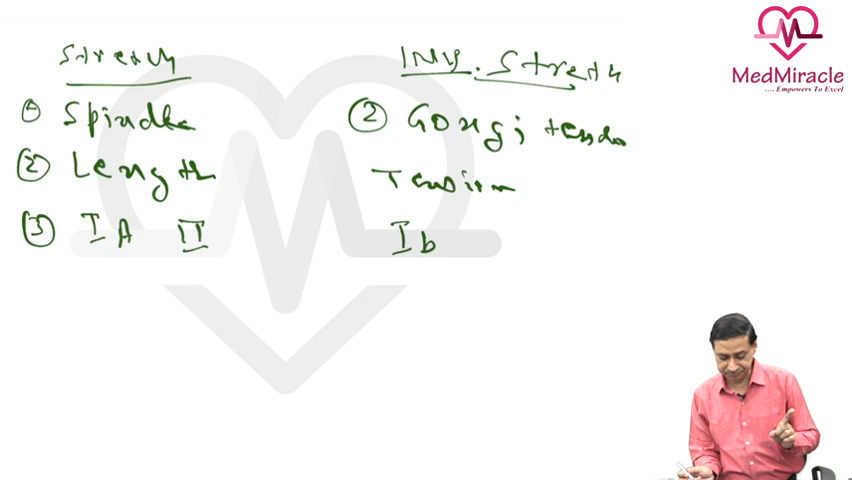 Stretch
① Spindle
② Length
③ IA II
INV. Stretch
② Golgi tendon
Tension
Ib
MedMiracle
.... Empowers To Excel